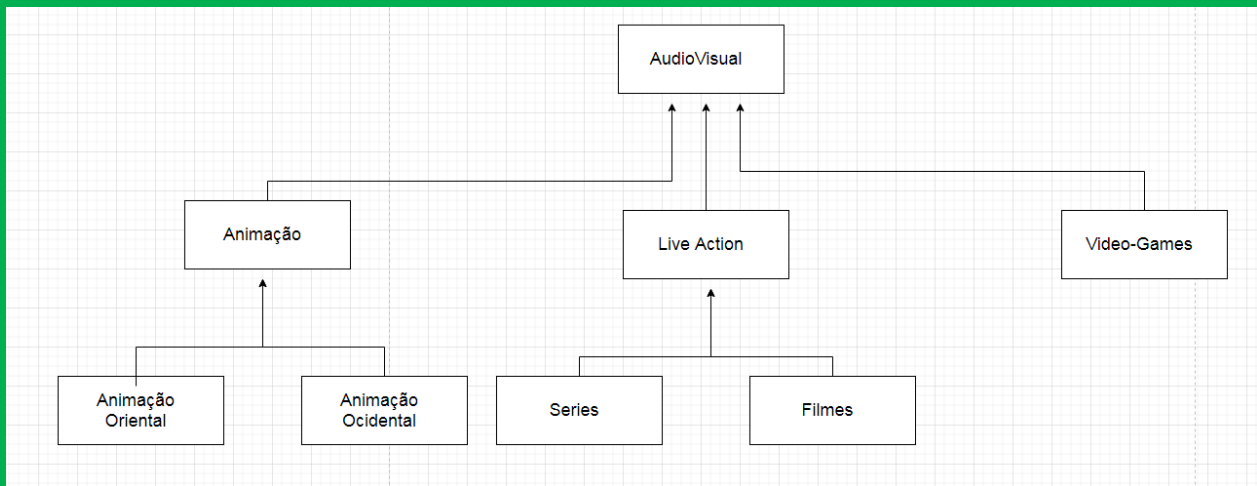 AudioVisual
Animação
Live Action
Video-Games
Animação
Oriental
Animação
Ocidental
Series
Filmes